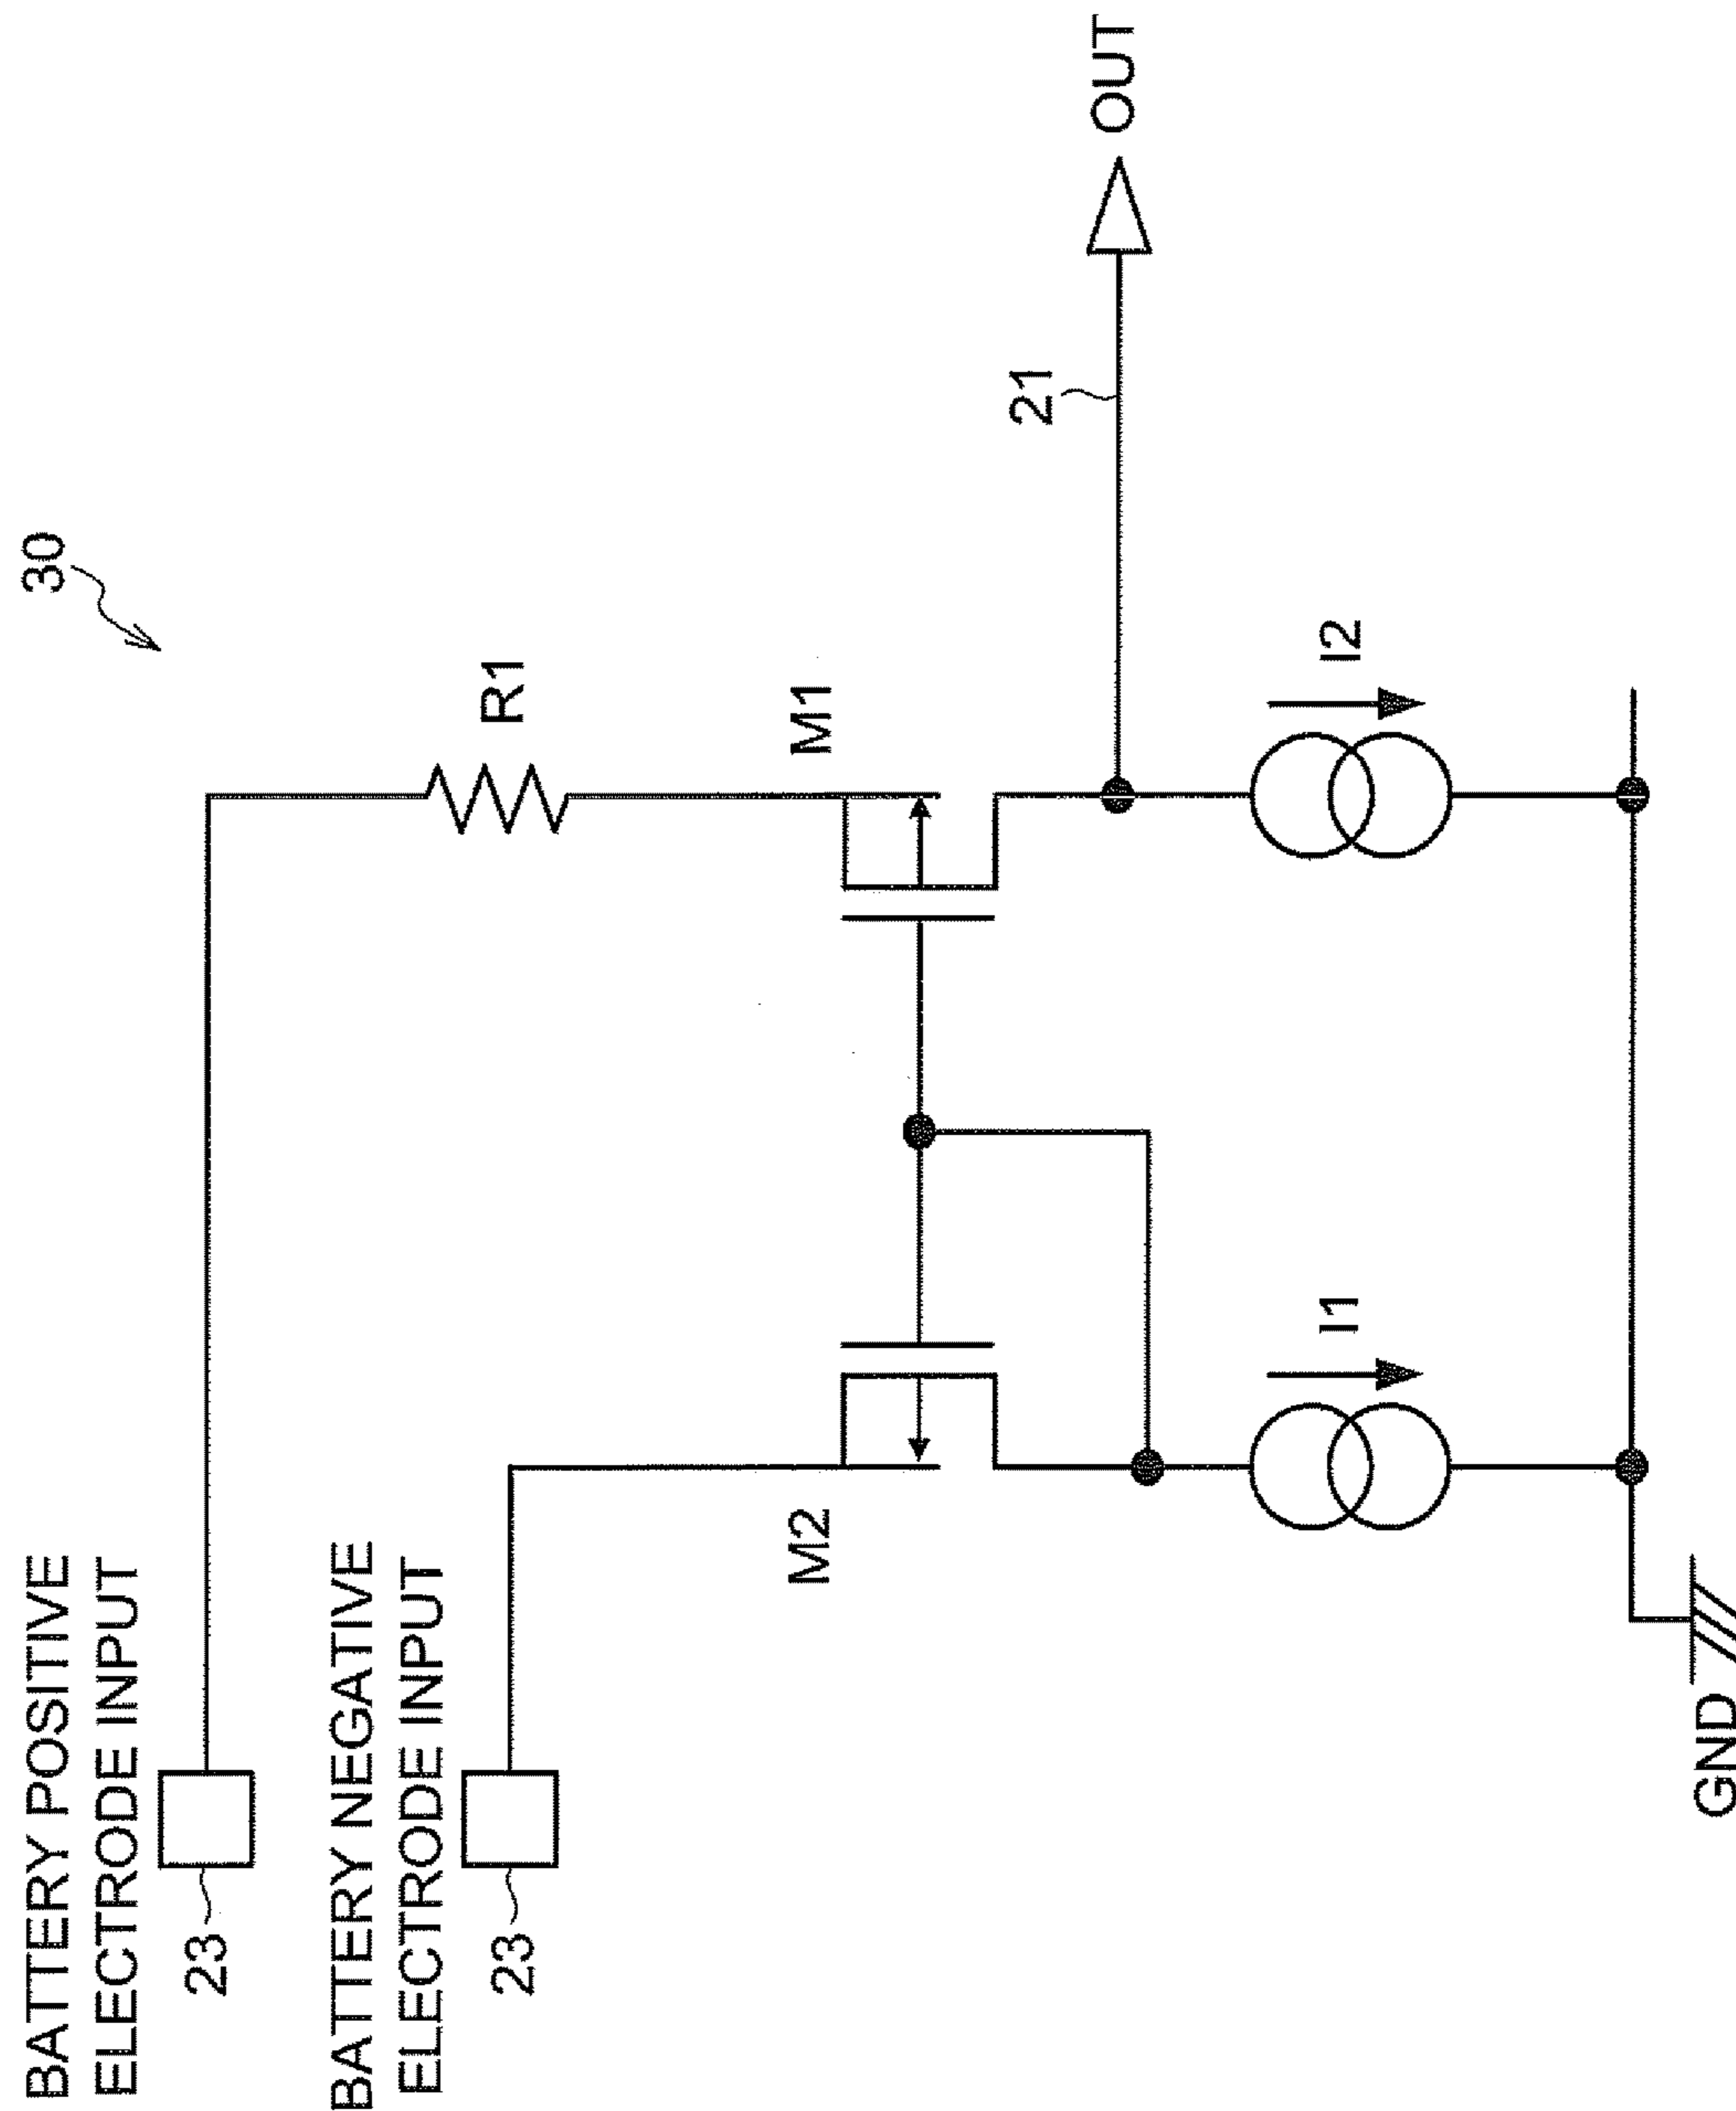 30
BATTERY POSITIVE
ELECTRODE INPUT
23
R1
BATTERY NEGATIVE
ELECTRODE INPUT
23
M2
M1
21
OUT
I1
I2
GND